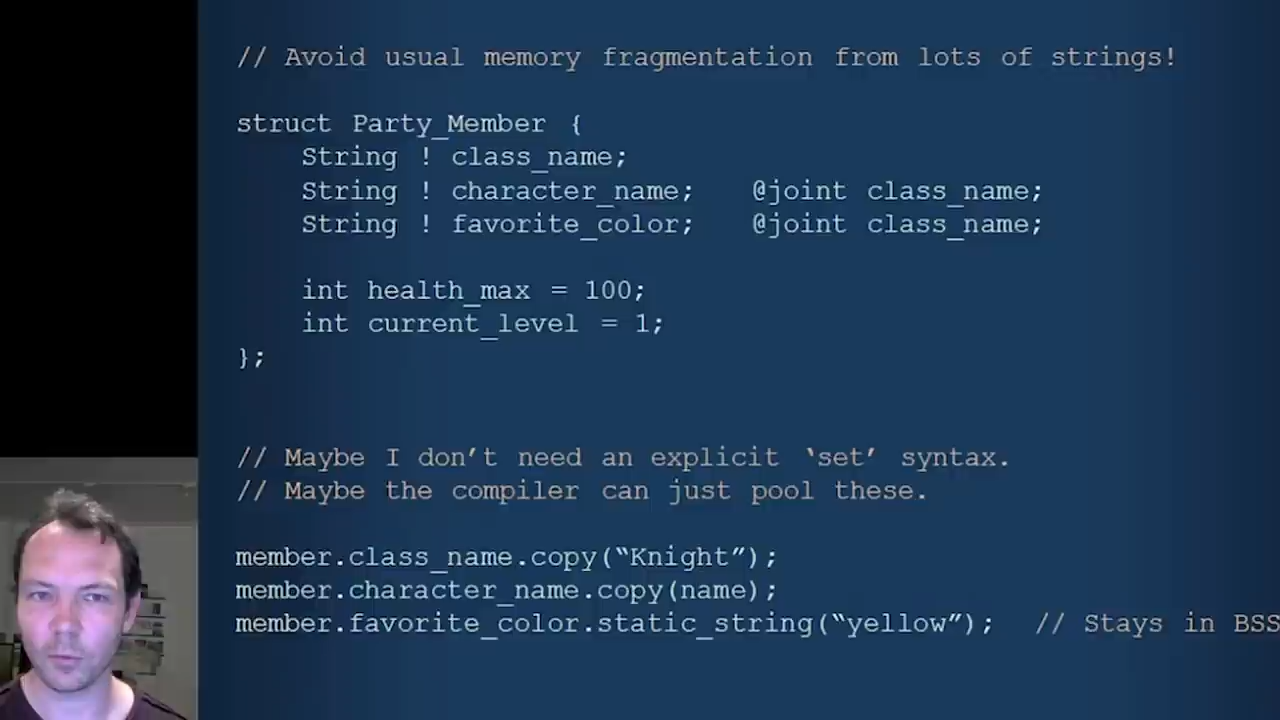 // Avoid usual memory fragmentation from lots of strings!
struct Party_Member {
String ! class_name;
String ! character_name; @joint class_name;
String ! favorite_color; @joint class_name;
int health_max = 100;
int current_level = 1;
};
// Maybe I don’t need an explicit ‘set’ syntax.
// Maybe the compiler can just pool these.
member.class_name.copy(“Knight”);
member.character_name.copy(name);
member.favorite_color.static_string(“yellow”); // Stays in BSS